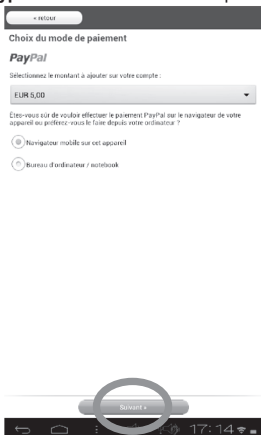 « retour
Choix du mode de paiement
PayPal
Sélectionnez le montant à ajouter sur votre compte :
EUR 5,00
Êtes-vous sûr de vouloir effectuer le paiement PayPal sur le navigateur de votre
appareil ou préférez-vous le faire depuis votre ordinateur ?
Navigateur mobile sur cet appareil
Bureau d'ordinateur / notebook
Suivant »
17:14